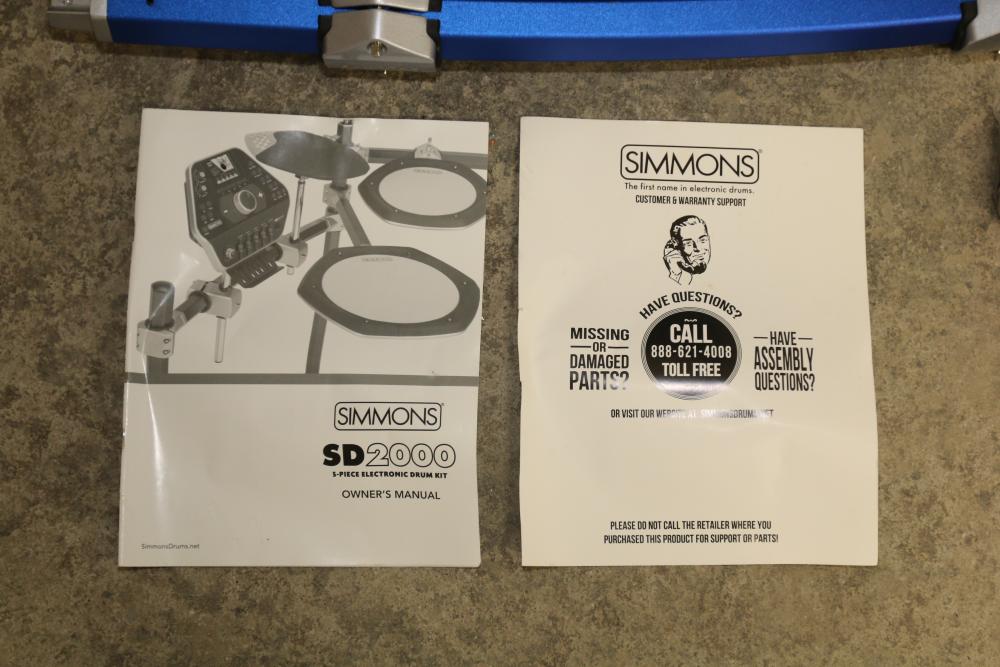 SIMMONS
SD2000
5-PIECE ELECTRONIC DRUM KIT
OWNER'S MANUAL
SimmonsDrums.net
SIMMONS
The first name in electronic drums.
CUSTOMER & WARRANTY SUPPORT
HAVE QUESTIONS?
CALL
888-621-4008
TOLL FREE
MISSING
OR
DAMAGED
PARTS?
HAVE
ASSEMBLY
QUESTIONS?
OR VISIT OUR WEBSITE AT SIMMONSDRUMS.NET
PLEASE DO NOT CALL THE RETAILER WHERE YOU
PURCHASED THIS PRODUCT FOR SUPPORT OR PARTS!